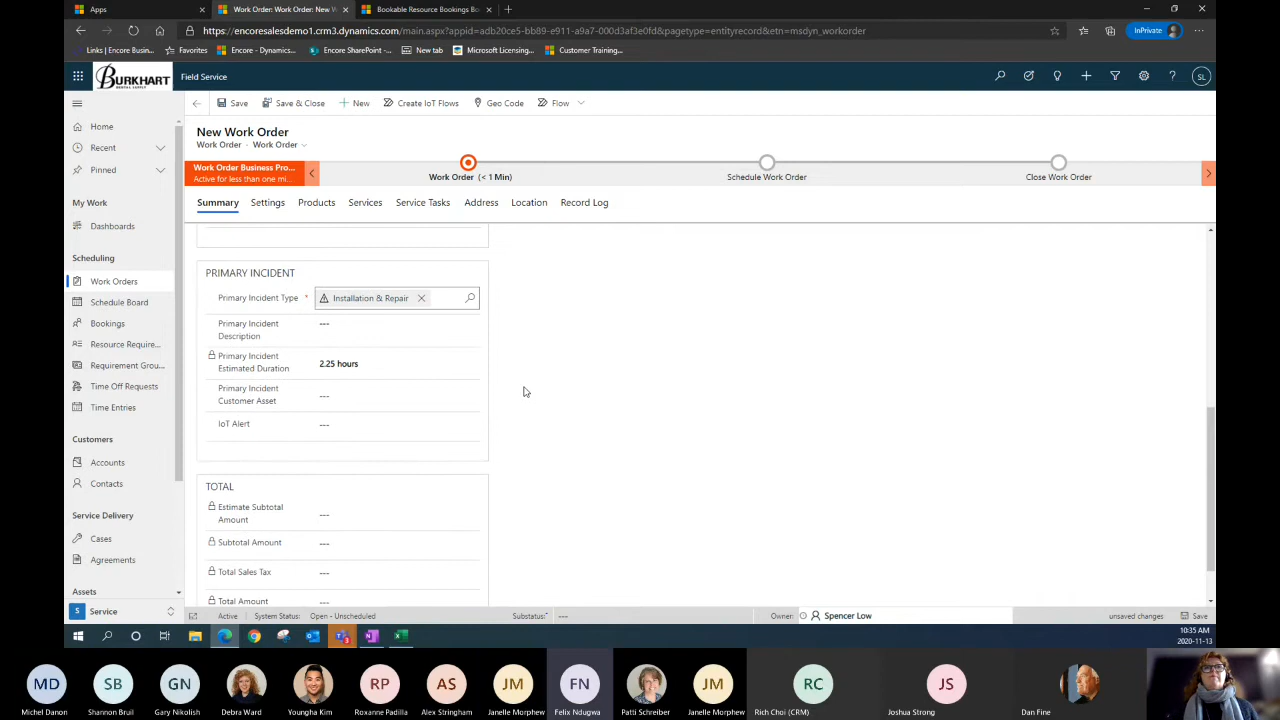 Apps
Work Order: Work Order: New W
Bookable Resource Bookings Bo
https://encoresalesdemo1.crm3.dynamics.com/main.aspx?appid=adb20ce5-bb89-e911-a9a7-000d3af3e0fd&pagetype=entityrecord&etn=msdyn_workorder
InPrivate
Links | Encore Busin...
Favorites
Encore - Dynamics ...
Encore SharePoint -...
New tab
Microsoft Licensing...
Customer Training...
BURKHART
DENTAL SUPPLY
Field Service
SL
Save
Save & Close
New
Create IoT Flows
Geo Code
Flow
Home
Recent
Pinned
My Work
Dashboards
Scheduling
Work Orders
Schedule Board
Bookings
Resource Require...
Requirement Grou...
Time Off Requests
Time Entries
Customers
Accounts
Contacts
Service Delivery
Cases
Agreements
Assets
S Service
New Work Order
Work Order · Work Order
Work Order Business Pro...
Active for less than one mi...
Work Order (< 1 Min)
Schedule Work Order
Close Work Order
Summary
Settings
Products
Services
Service Tasks
Address
Location
Record Log
PRIMARY INCIDENT
Primary Incident Type * Installation & Repair
Primary Incident Description ---
Primary Incident Estimated Duration 2.25 hours
Primary Incident Customer Asset ---
IoT Alert ---
TOTAL
Estimate Subtotal Amount ---
Subtotal Amount ---
Total Sales Tax ---
Total Amount ---
Active
System Status: Open - Unscheduled
Substatus:* ---
Owner: Spencer Low
unsaved changes
Save
10:35 AM
2020-11-13
MD
SB
GN
RP
AS
JM
FN
JM
RC
JS
Michel Danon
Shannon Bruil
Gary Nikolish
Debra Ward
Youngha Kim
Roxanne Padilla
Alex Stringham
Janelle Morphew
Felix Ndugwa
Patti Schreiber
Janelle Morphew
Rich Choi (CRM)
Joshua Strong
Dan Fine